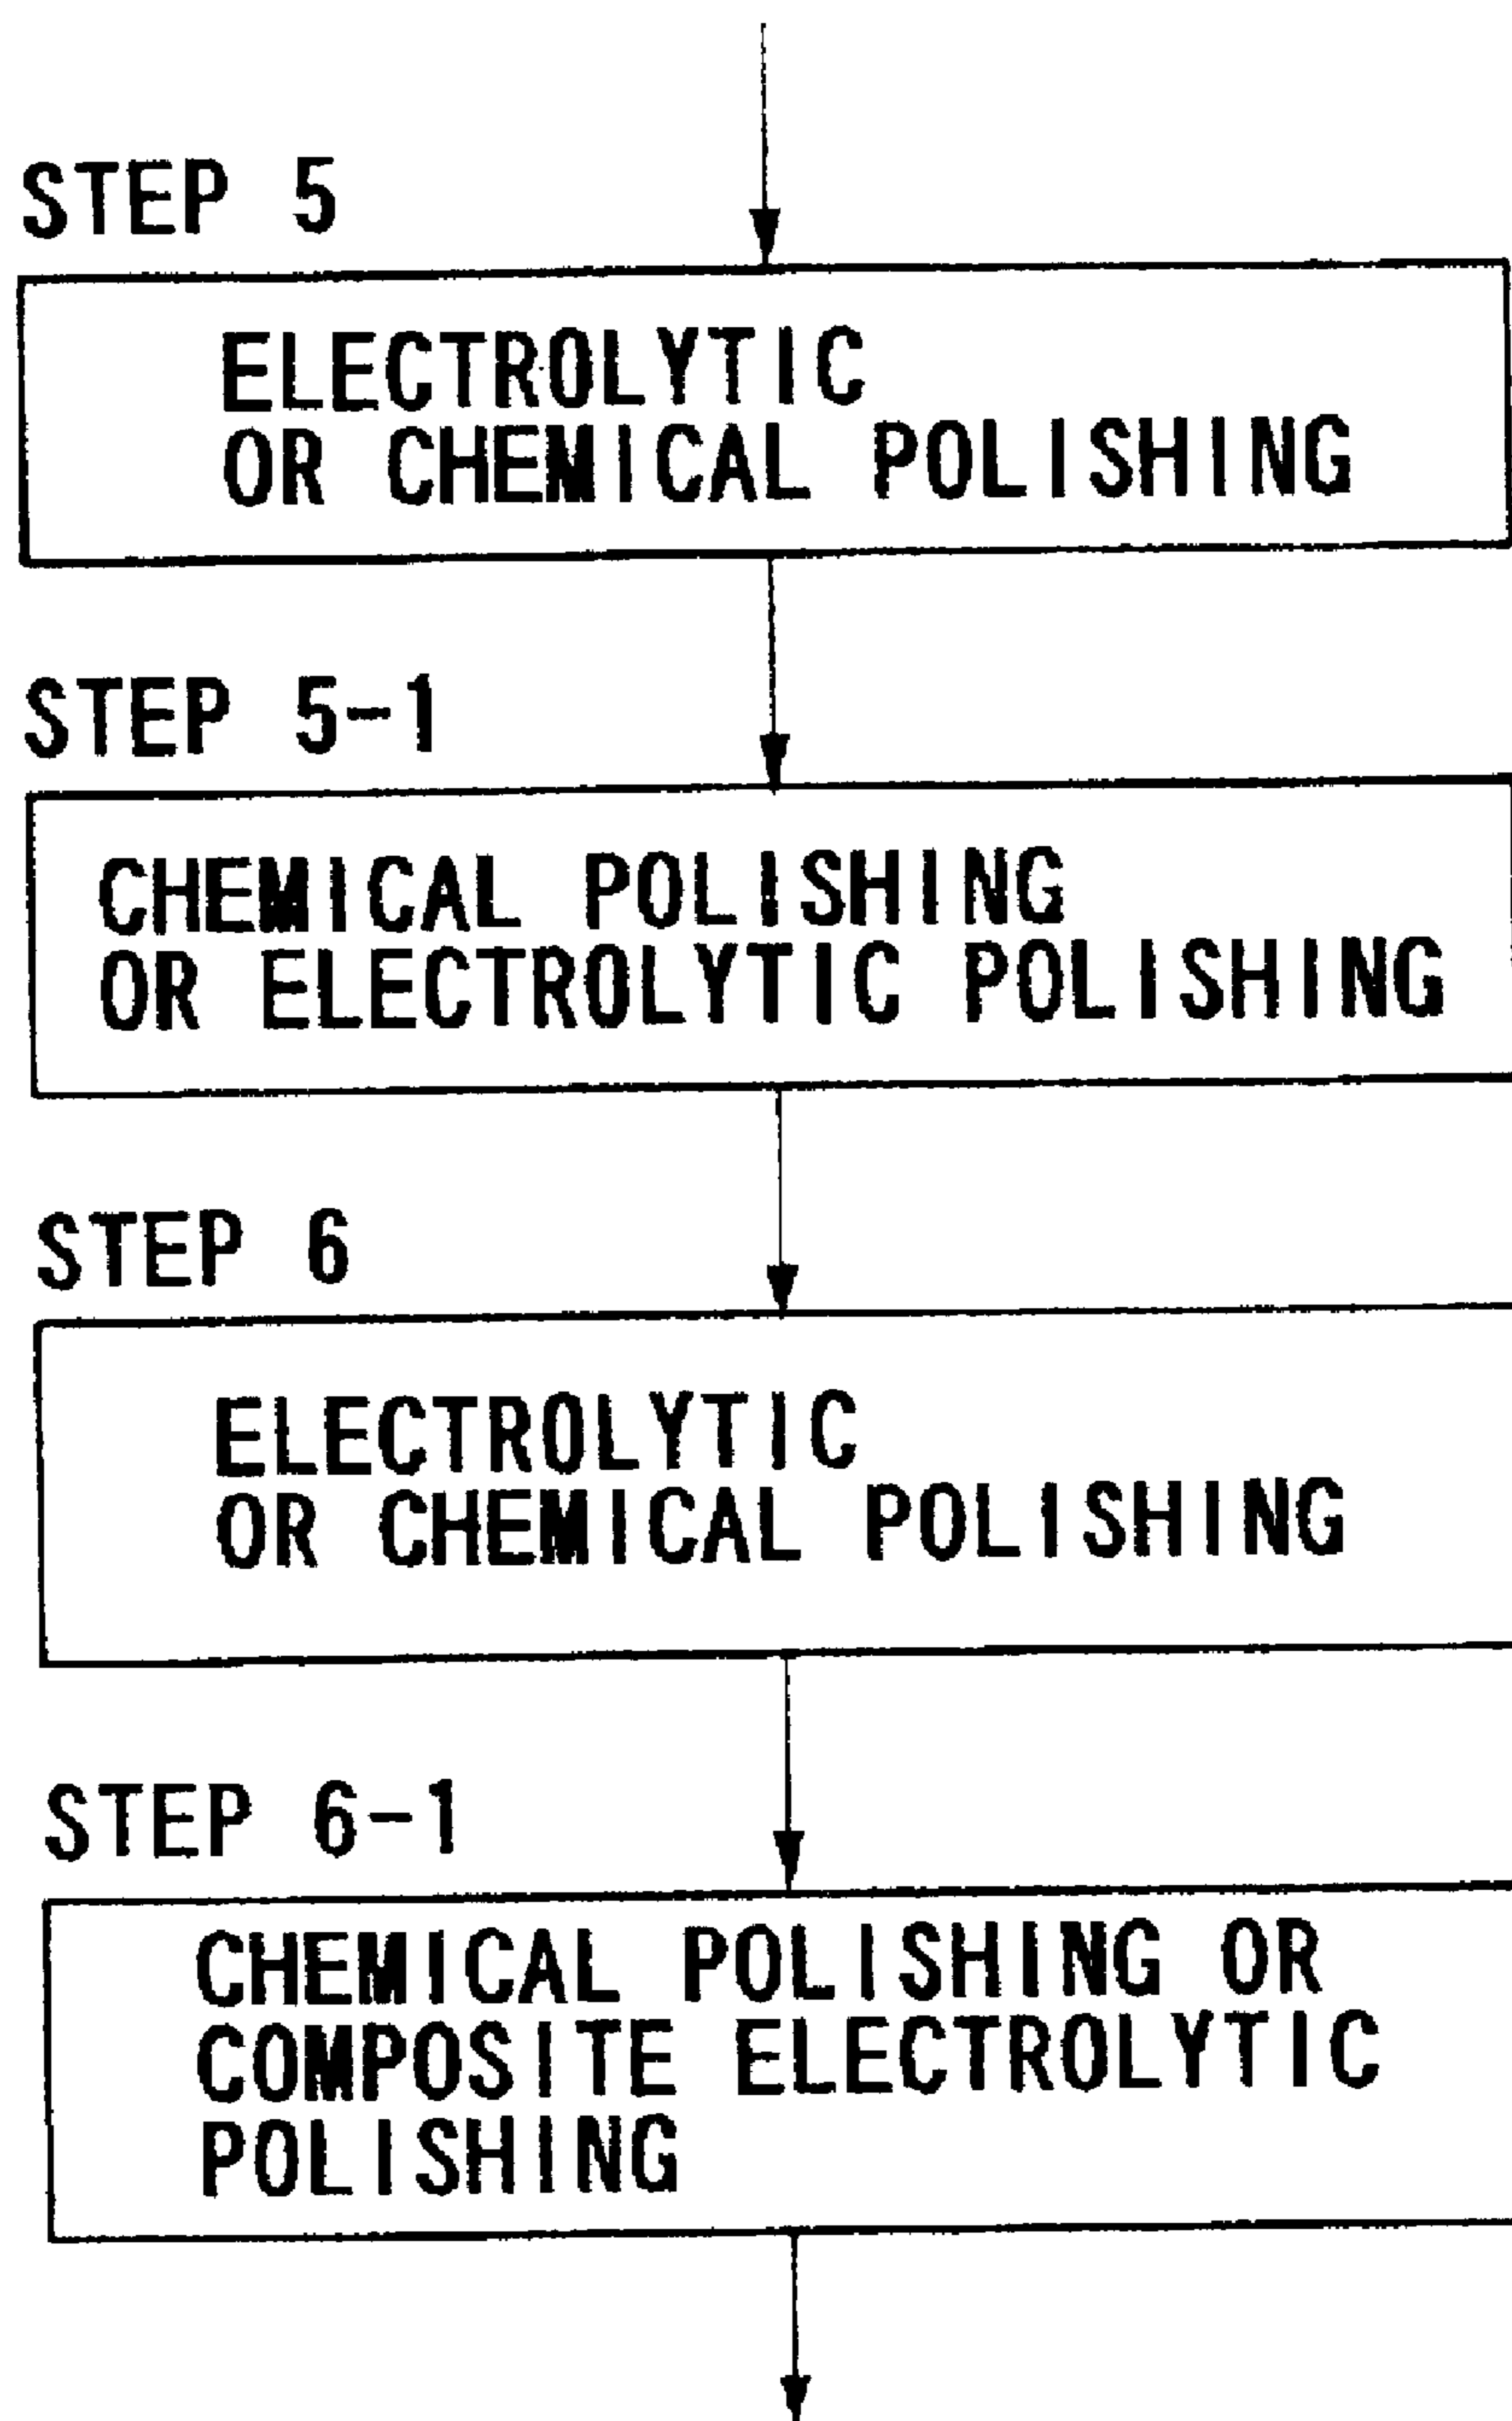 STEP 5
ELECTROLYTIC
OR CHEMICAL POLISHING
STEP 5-1
CHEMICAL POLISHING
OR ELECTROLYTIC POLISHING
STEP 6
ELECTROLYTIC
OR CHEMICAL POLISHING
STEP 6-1
CHEMICAL POLISHING OR
COMPOSITE ELECTROLYTIC
POLISHING